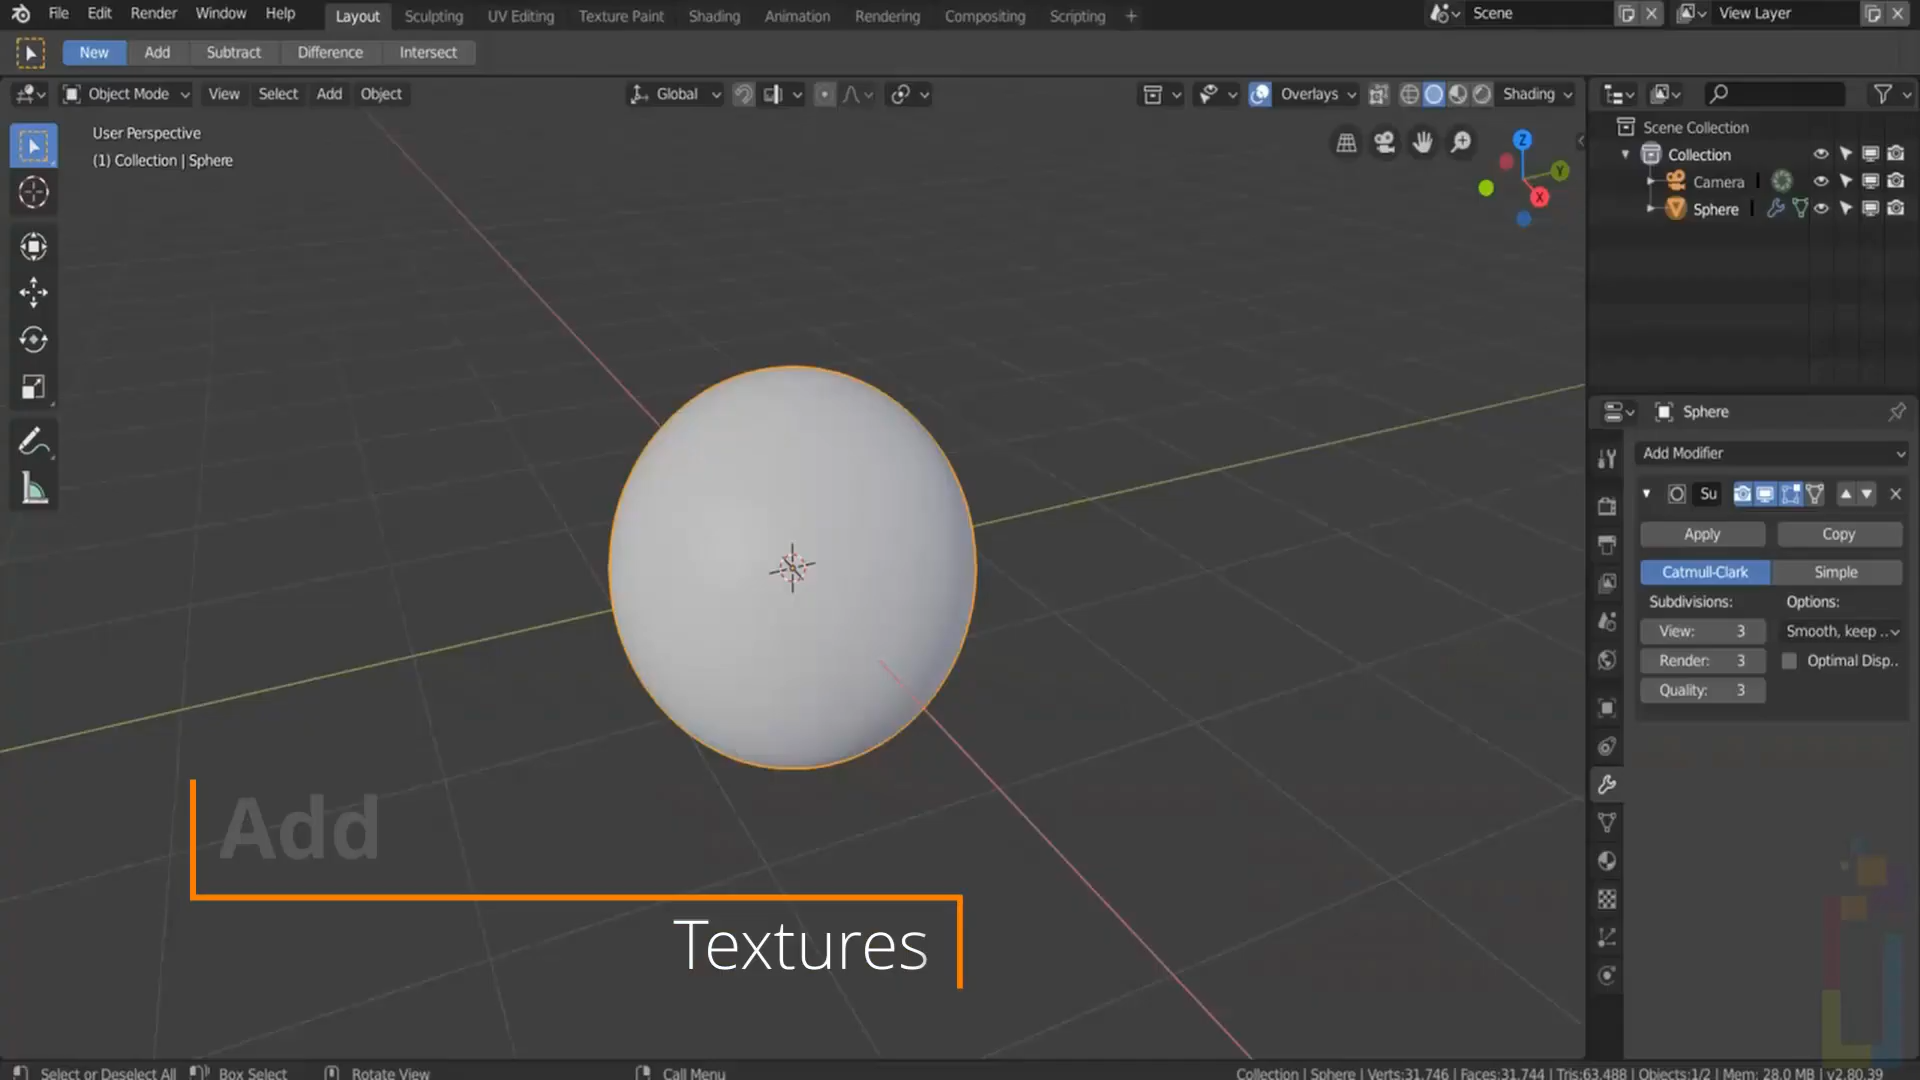 File Edit Render Window Help Layout Sculpting UV Editing Texture Paint Shading Animation Rendering Compositing Scripting + Scene View Layer
New Add Subtract Difference Intersect
Object Mode View Select Add Object Global Overlays Shading
User Perspective
(1) Collection | Sphere
Z
Y
X
Scene Collection
Collection
Camera
Sphere
Sphere
Add Modifier
Su
Apply Copy
Catmull-Clark Simple
Subdivisions: Options:
View: 3 Smooth, keep ..
Render: 3 Optimal Disp..
Quality: 3
Add
Textures
Select or Deselect All Box Select Rotate View Call Menu Collection | Sphere | Verts:31,746 | Faces:31,744 | Tris:63,488 | Objects:1/2 | Mem: 28.0 MB | v2.80.39